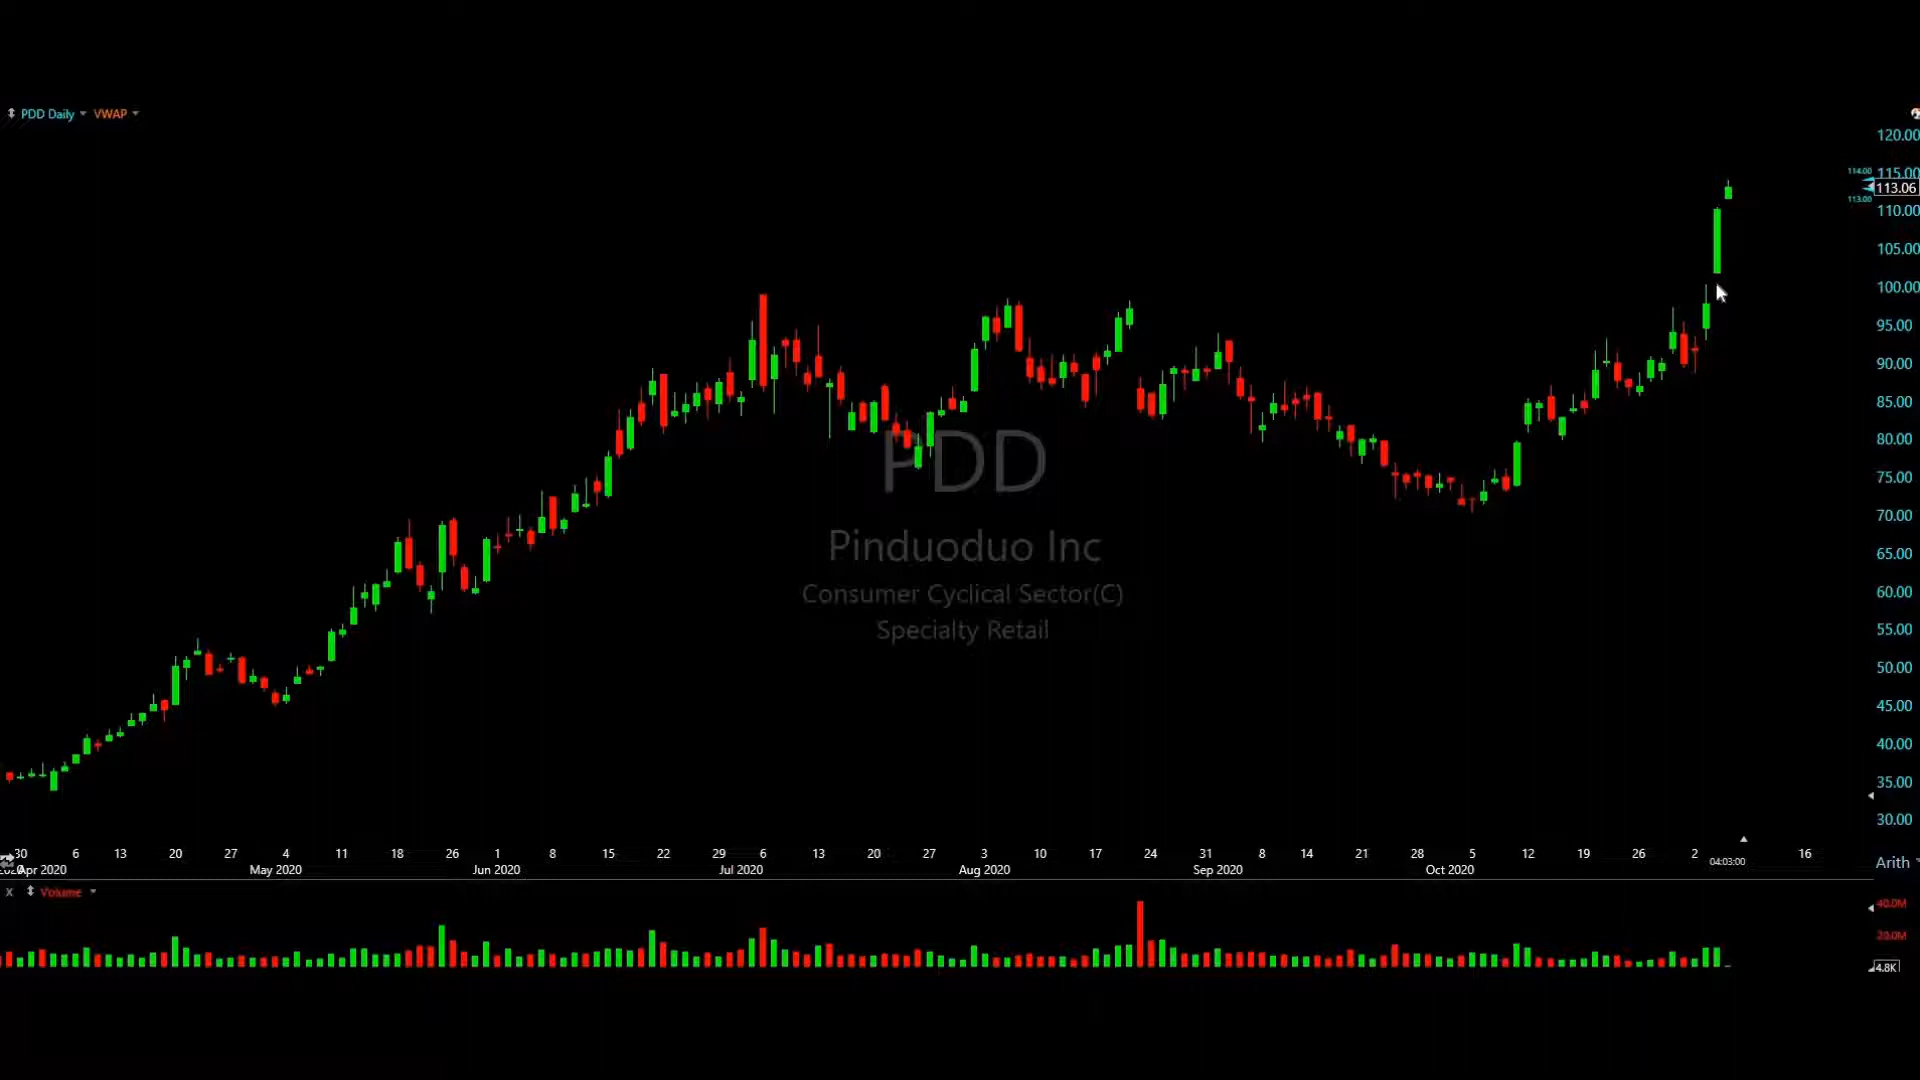 PDD Daily VWAP
120.00
114.00 115.00
113.06
113.00
110.00
105.00
100.00
95.00
90.00
85.00
80.00
75.00
70.00
65.00
60.00
55.00
50.00
45.00
40.00
35.00
30.00
PDD
Pinduoduo Inc
Consumer Cyclical Sector(C)
Specialty Retail
30 6 13 20 27 4 11 18 26 1 8 15 22 29 6 13 20 27 3 10 17 24 31 8 14 21 28 5 12 19 26 2 16
04:03:00
Arith
Apr 2020 May 2020 Jun 2020 Jul 2020 Aug 2020 Sep 2020 Oct 2020
X Volume
40.0M
20.0M
4.8K